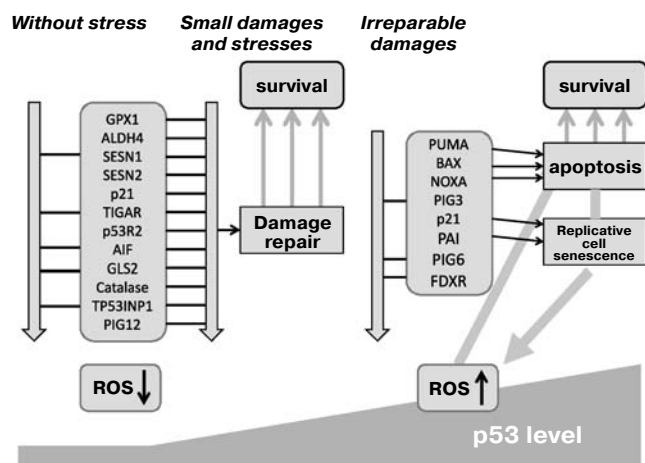 Without stress
Small damages
and stresses
Irreparable
damages
survival
survival
GPX1
ALDH4
SESN1
SESN2
p21
TIGAR
p53R2
AIF
GLS2
Catalase
TP53INP1
PIG12
Damage
repair
PUMA
BAX
NOXA
PIG3
p21
PAI
PIG6
FDXR
apoptosis
Replicative
cell
senescence
ROS
ROS
p53 level